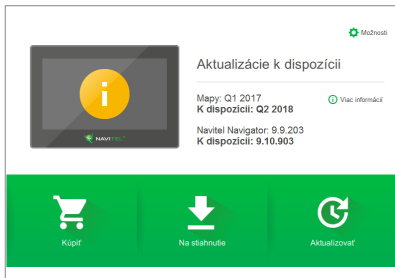 Možnosti
Aktualizácie k dispozícii
Mapy: Q1 2017
K dispozícii: Q2 2018
Viac informácií
Navitel Navigator: 9.9.203
K dispozícii: 9.10.903
NAVITEL
Kúpiť
Na stiahnutie
Aktualizovať